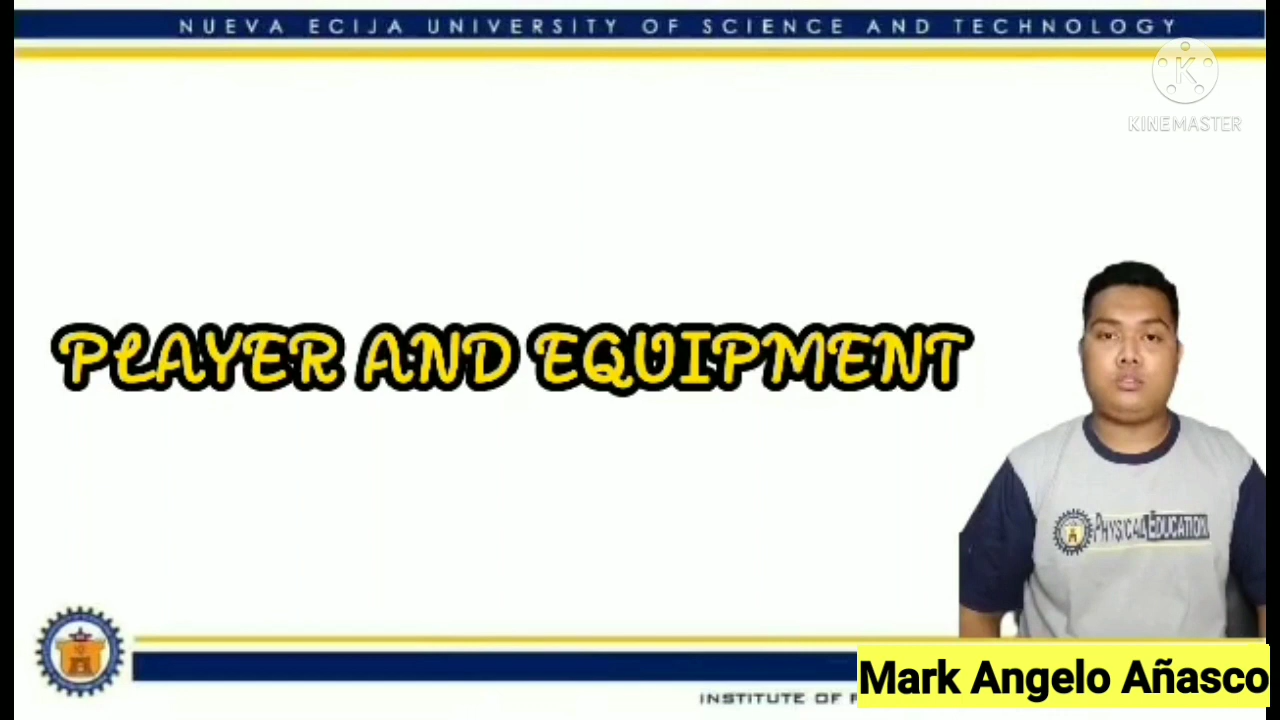 NUEVA ECIJA UNIVERSITY OF SCIENCE AND TECHNOLOGY
K
KINEMASTER
PLAYER AND EQUIPMENT
PHYSICAL EDUCATION
Mark Angelo Añasco
INSTITUTE OF